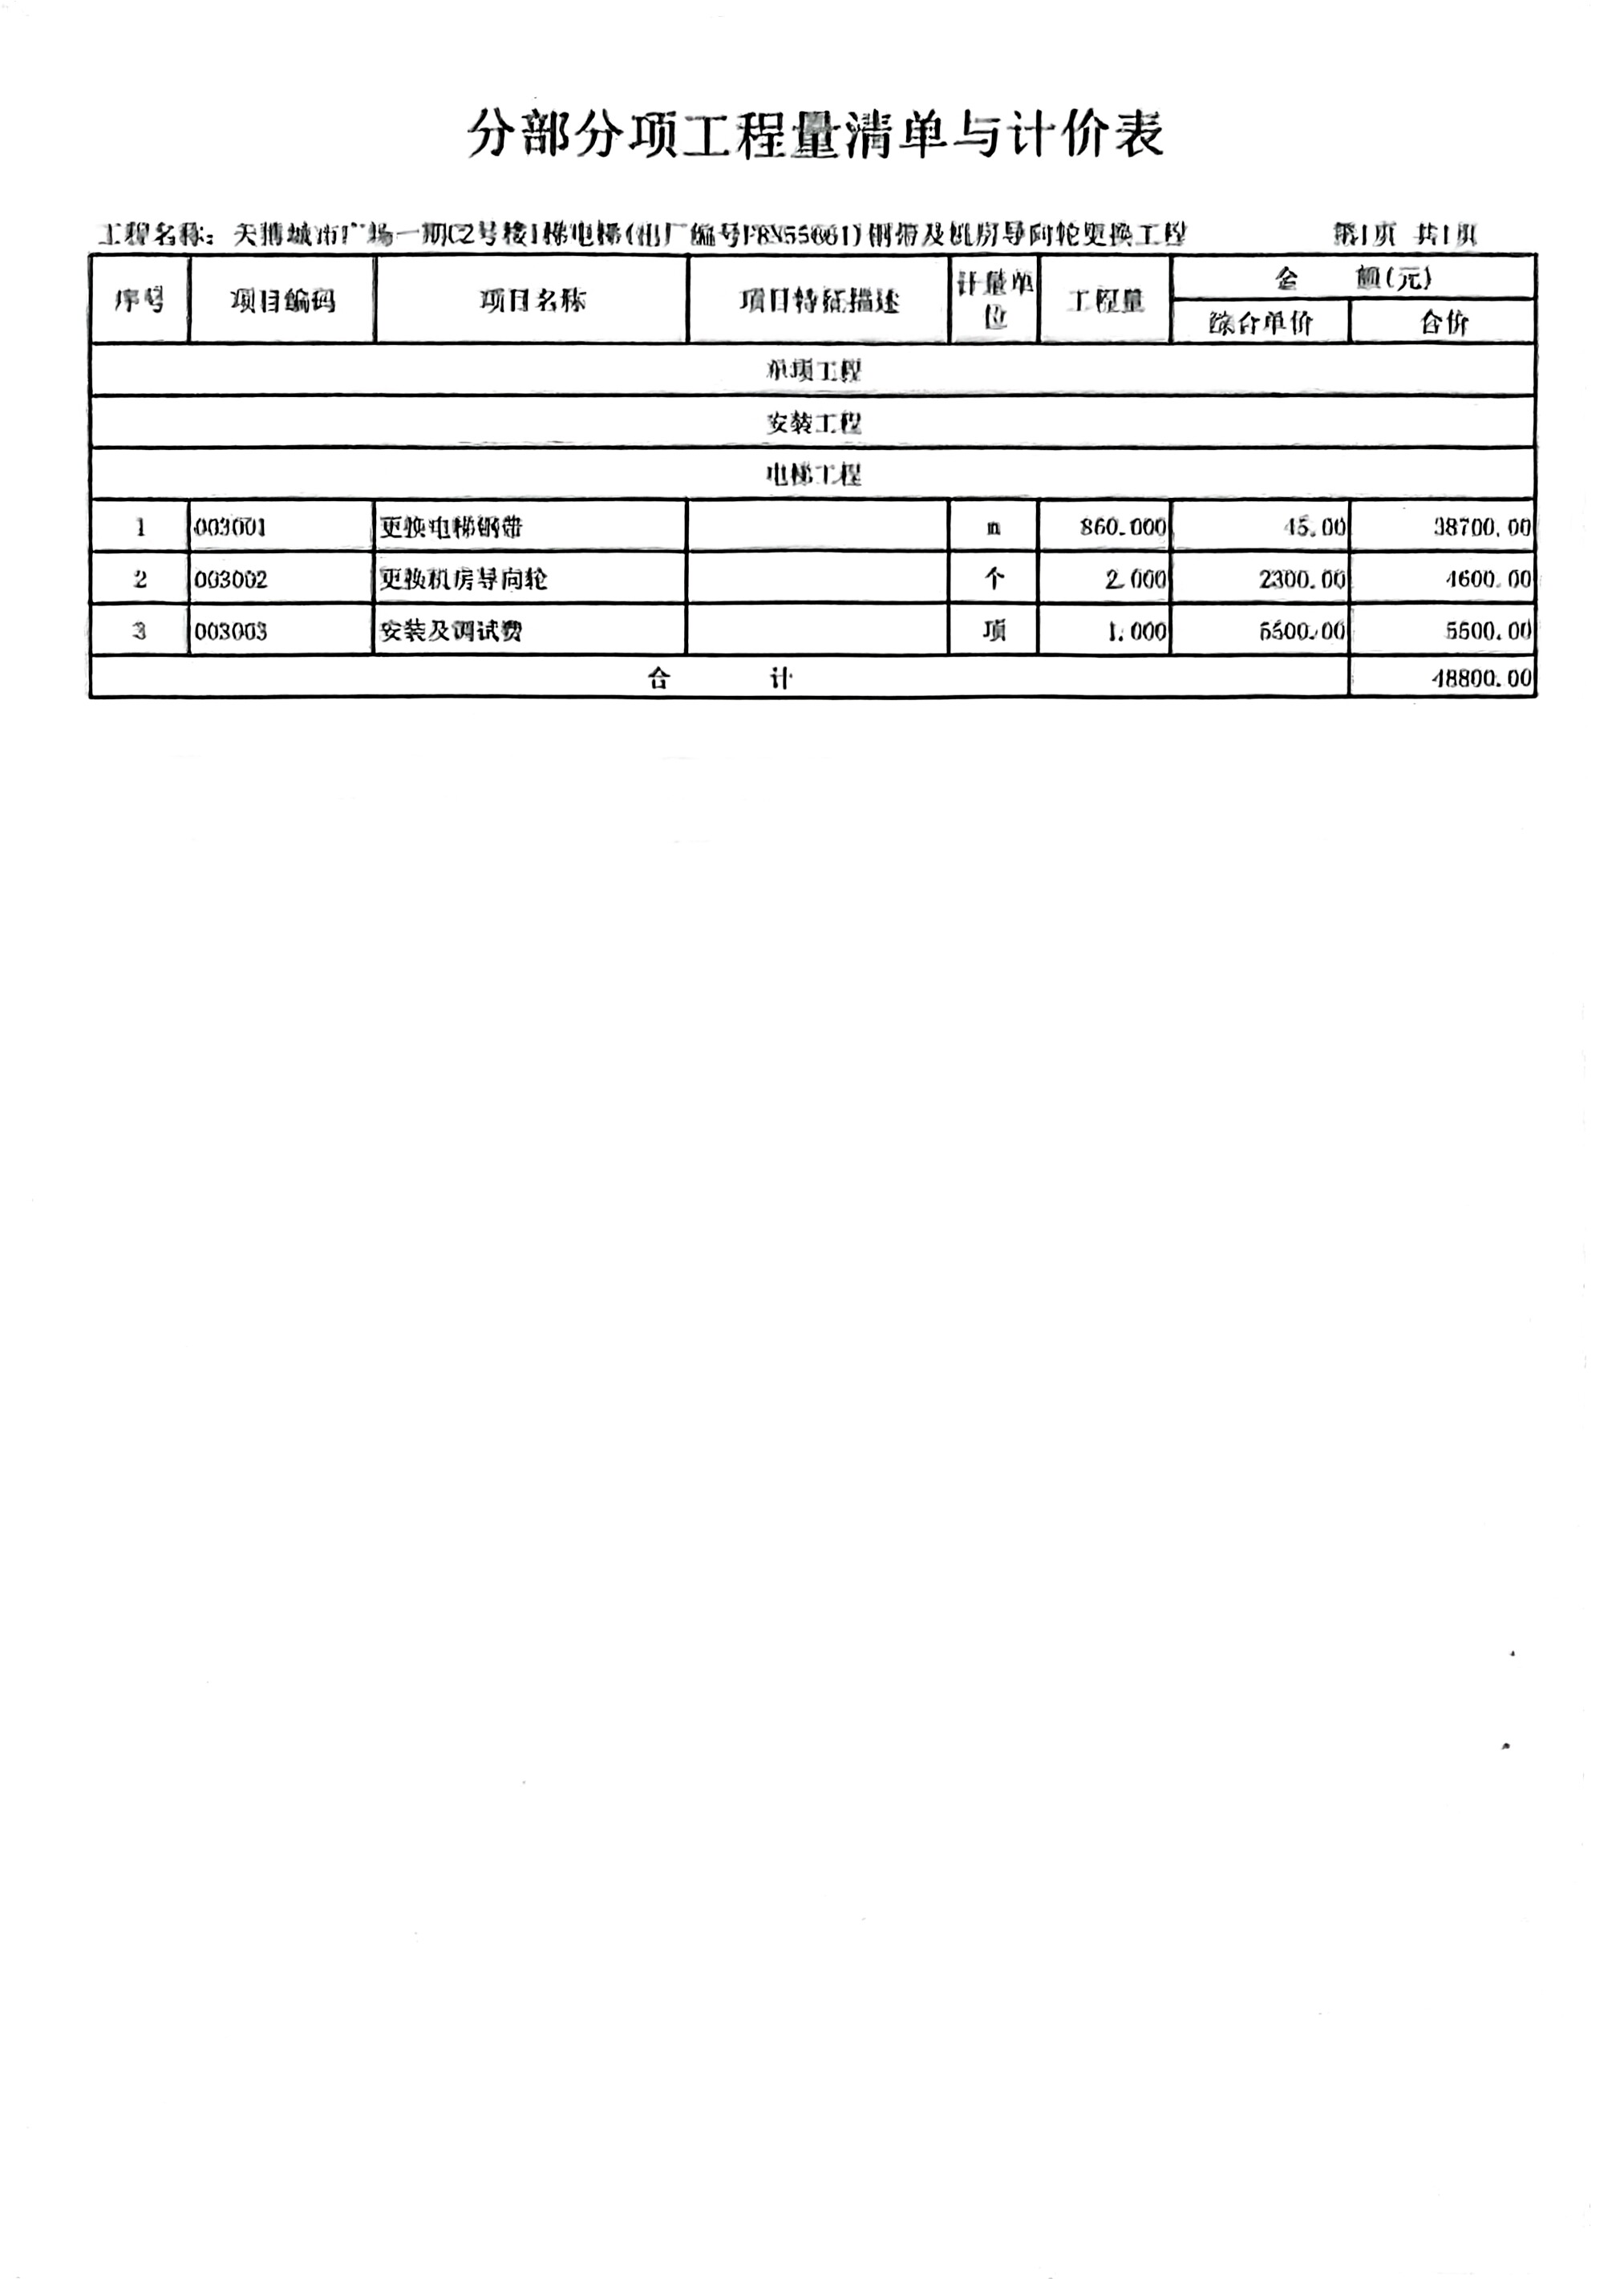 分部分项工程量清单与计价表
工程名称：天博城市广场一期C2号楼1梯电梯(出厂编号F8N55661)钢带及机房导向轮更换工程 第1页 共1页
序号 项目编码 项目名称 项目特征描述 计量单位 工程量 金 额(元)
综合单价 合价
单项工程
安装工程
电梯工程
1 003001 更换电梯钢带 m 860.000 45.00 38700.00
2 003002 更换机房导向轮 个 2.000 2300.00 4600.00
3 003003 安装及调试费 项 1.000 5500.00 5500.00
合 计 48800.00